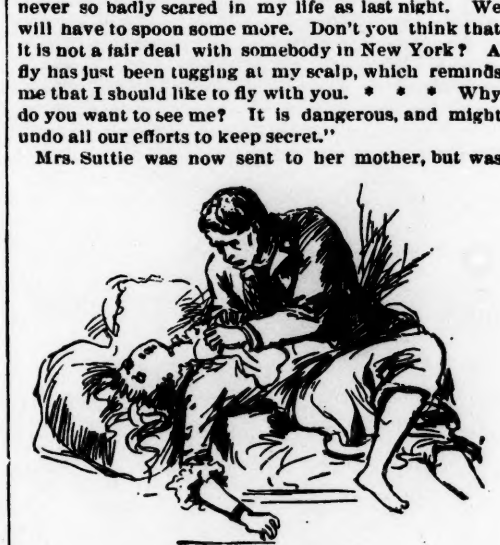 never so badly scared in my life as last night. We
will have to spoon some more. Don't you think that
it is not a fair deal with somebody in New York? A
fly has just been tugging at my scalp, which reminds
me that I should like to fly with you. * * * Why
do you want to see me? It is dangerous, and might
undo all our efforts to keep secret."
Mrs. Suttie was now sent to her mother, but was